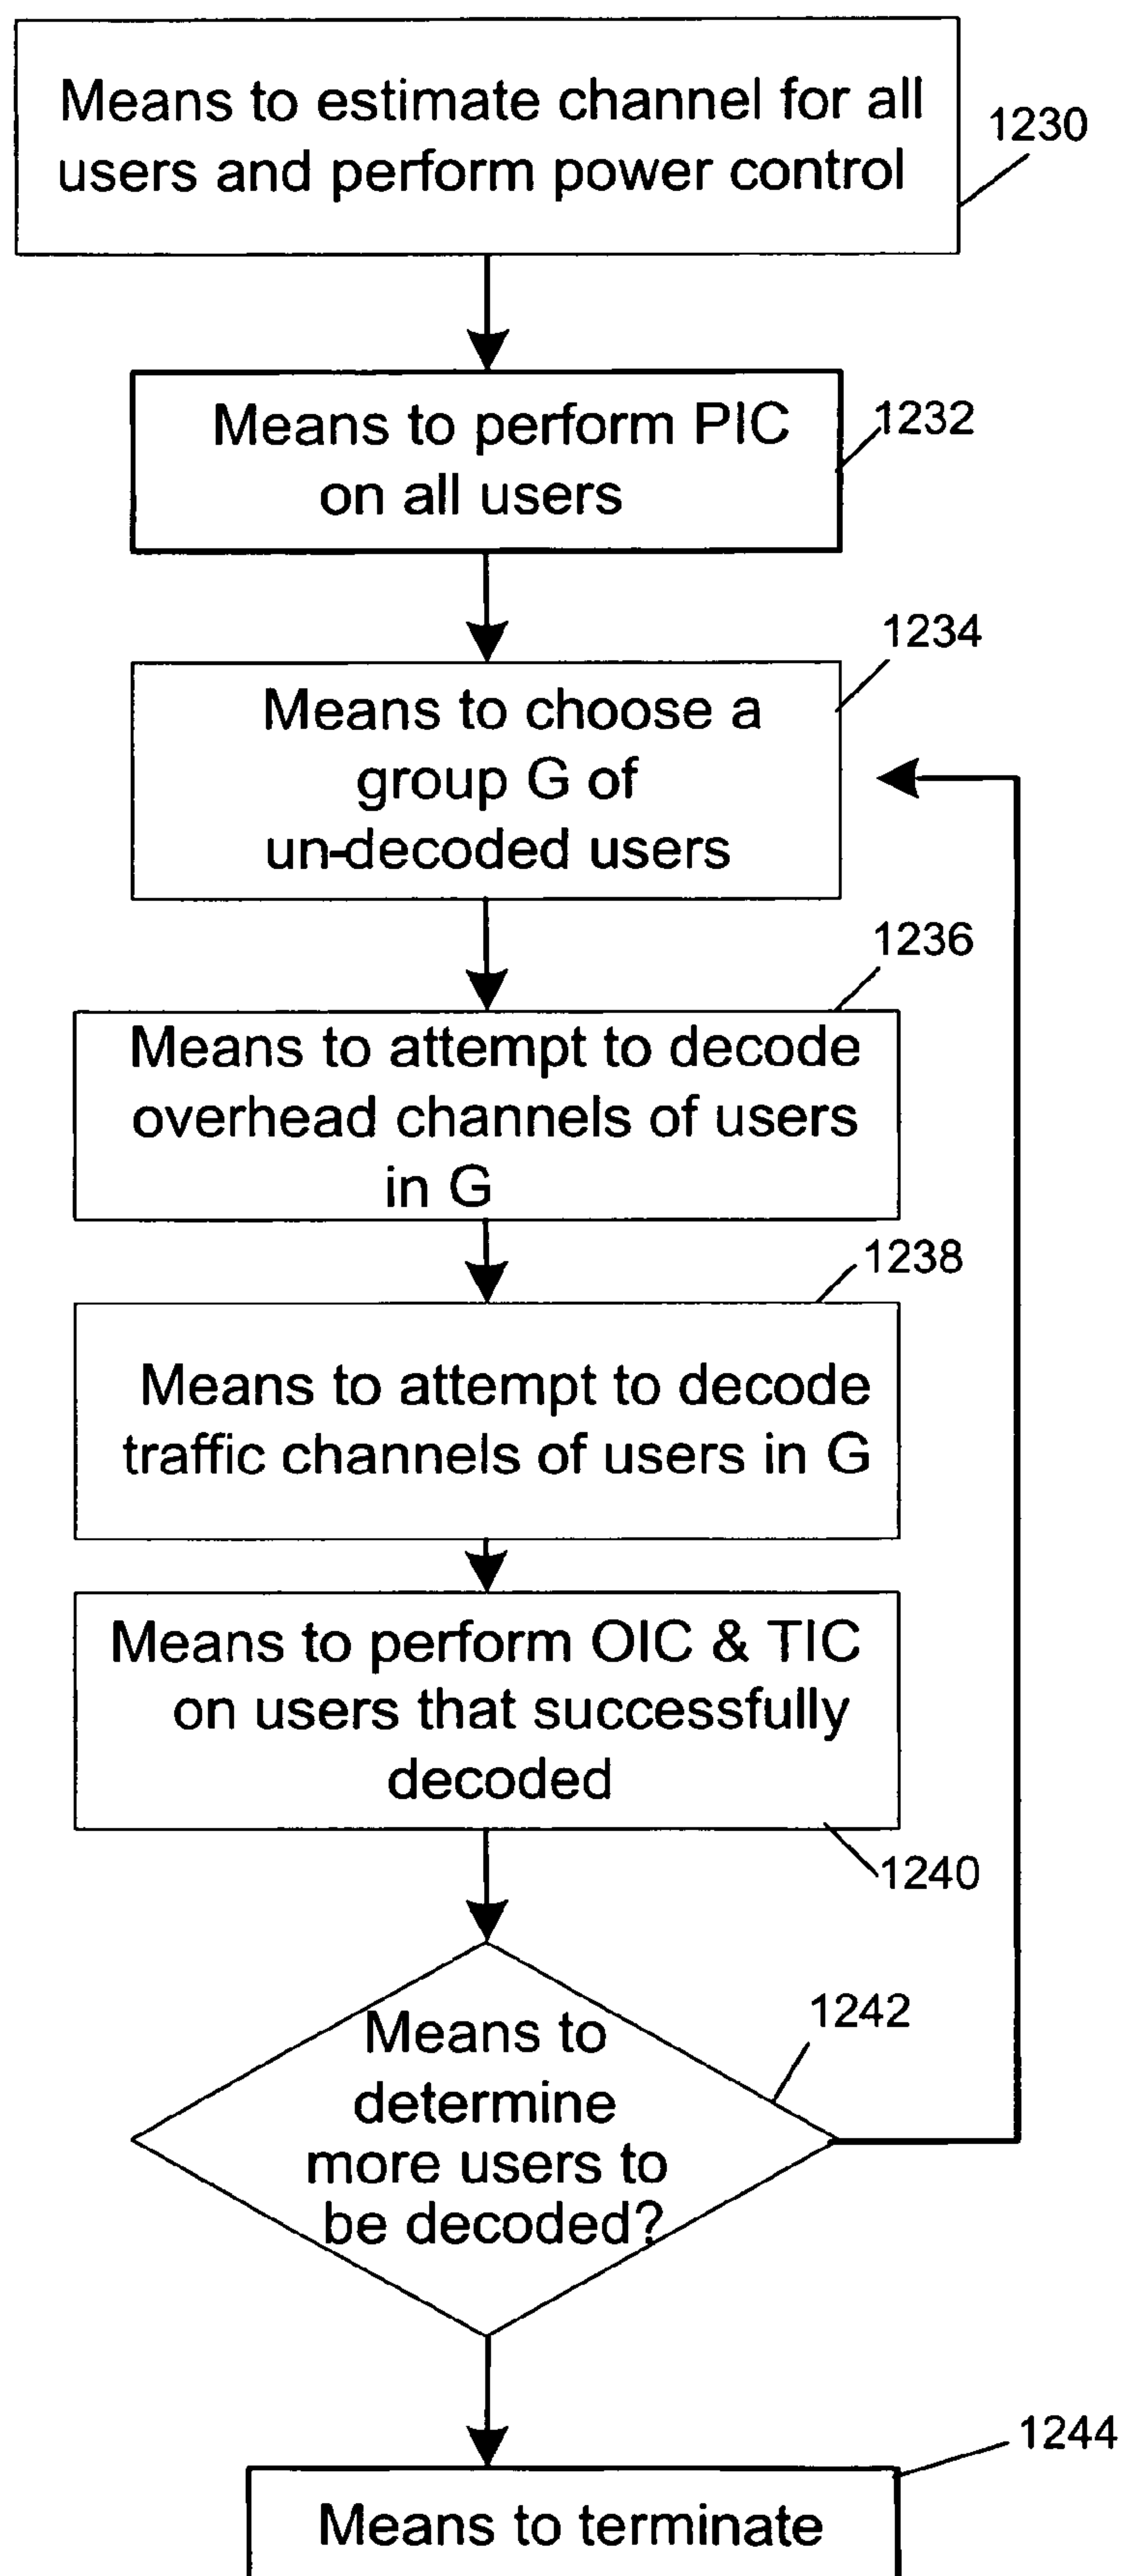 Means to estimate channel for all
users and perform power control
1230
Means to perform PIC
on all users
1232
1234
Means to choose a
group G of
un-decoded users
1236
Means to attempt to decode
overhead channels of users
in G
1238
Means to attempt to decode
traffic channels of users in G
Means to perform OIC & TIC
on users that successfully
decoded
1240
1242
Means to
determine
more users to
be decoded?
1244
Means to terminate